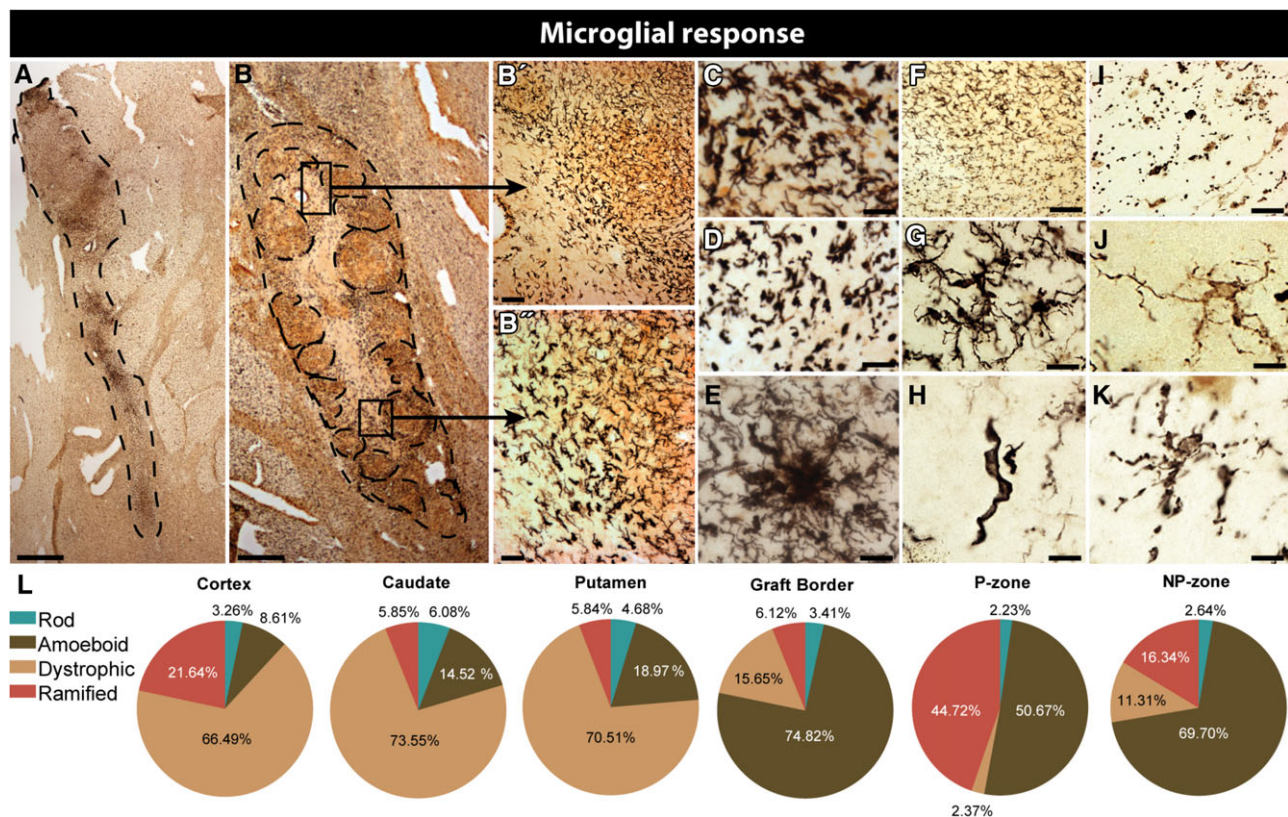 Microglial response
A
B
B´
C
F
I
D
G
J
B˝
E
H
K
L
Rod
Amoeboid
Dystrophic
Ramified
Cortex
3.26%
8.61%
21.64%
66.49%
Caudate
5.85%
6.08%
14.52 %
73.55%
Putamen
5.84%
4.68%
18.97 %
70.51%
Graft Border
6.12%
3.41%
15.65%
74.82%
P-zone
2.23%
44.72%
50.67%
2.37%
NP-zone
2.64%
16.34%
11.31%
69.70%